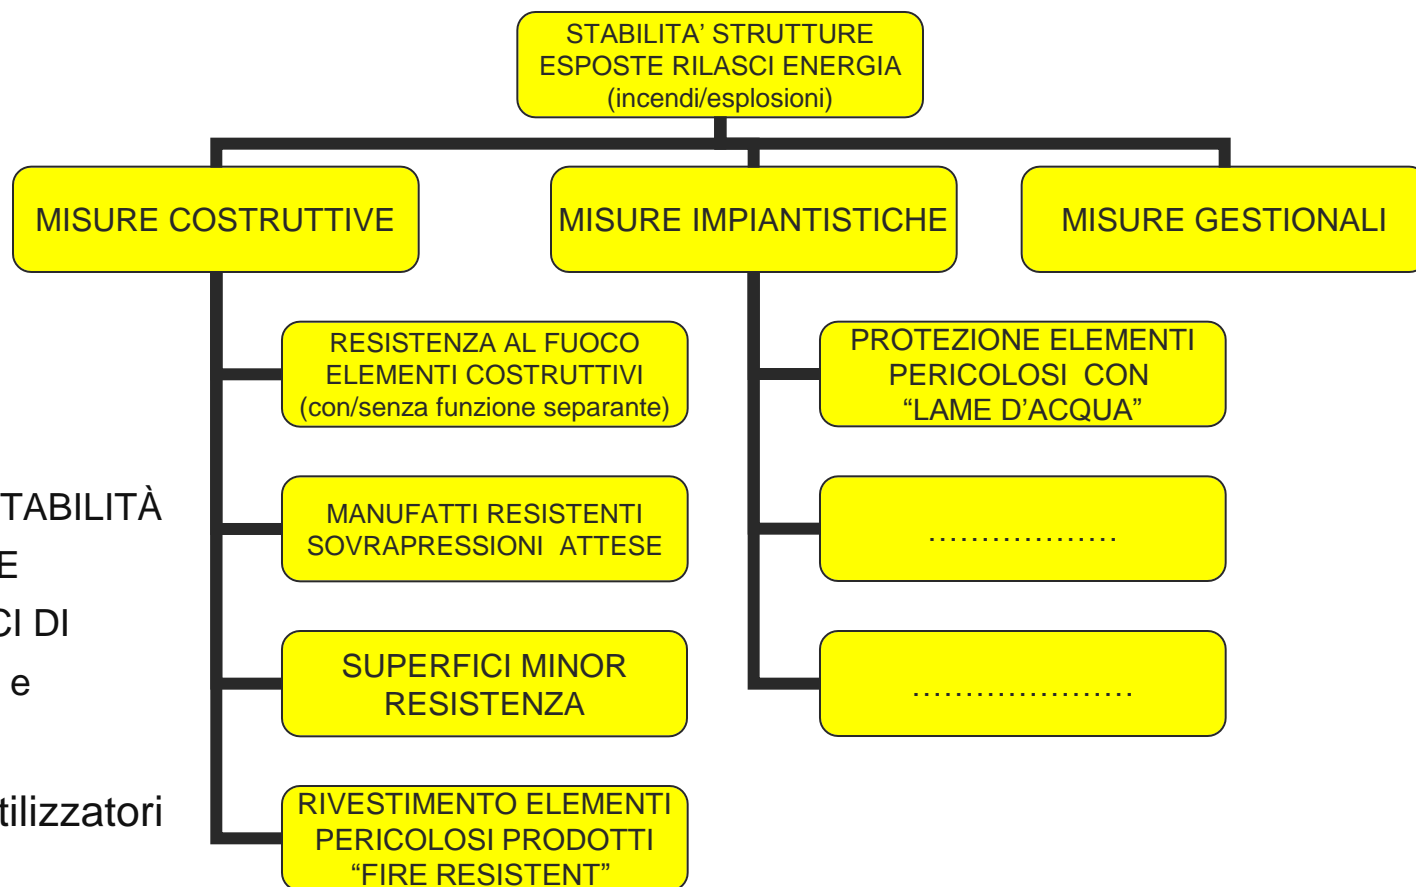 STABILITA’ STRUTTURE
ESPOSTE RILASCI ENERGIA
(incendi/esplosioni)
MISURE COSTRUTTIVE
MISURE IMPIANTISTICHE
MISURE GESTIONALI
RESISTENZA AL FUOCO
ELEMENTI COSTRUTTIVI
(con/senza funzione separante)
MANUFATTI RESISTENTI
SOVRAPRESSIONI ATTESE
SUPERFICI MINOR
RESISTENZA
RIVESTIMENTO ELEMENTI
PERICOLOSI PRODOTTI
“FIRE RESISTENT”
PROTEZIONE ELEMENTI
PERICOLOSI CON
“LAME D’ACQUA”
………………
…………………
TABILITÀ
E
CI DI
e
tilizzatori